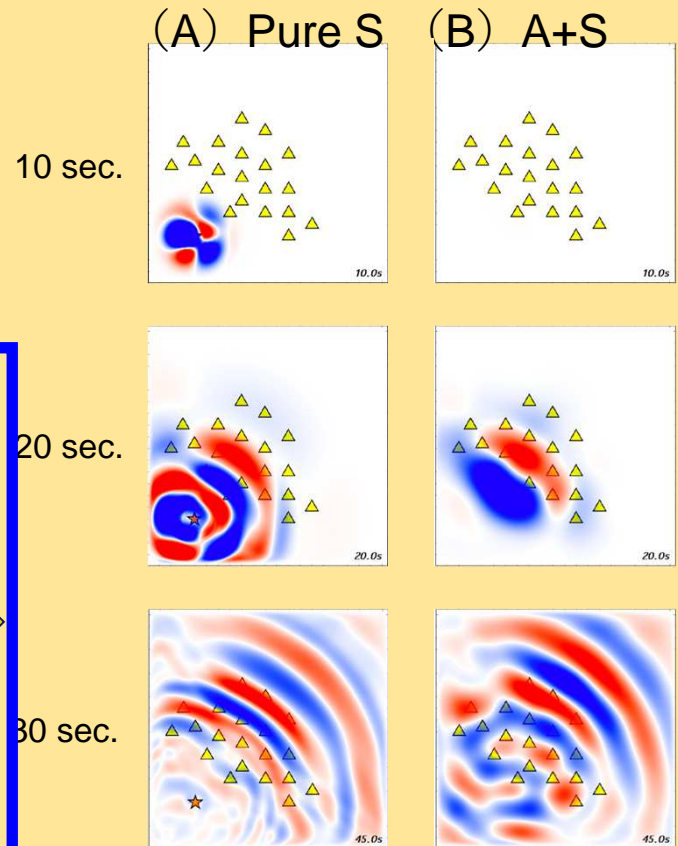 （A）Pure S （B）A+S
10 sec.
10.0s 10.0s
20 sec.
20.0s 20.0s
30 sec.
45.0s 45.0s